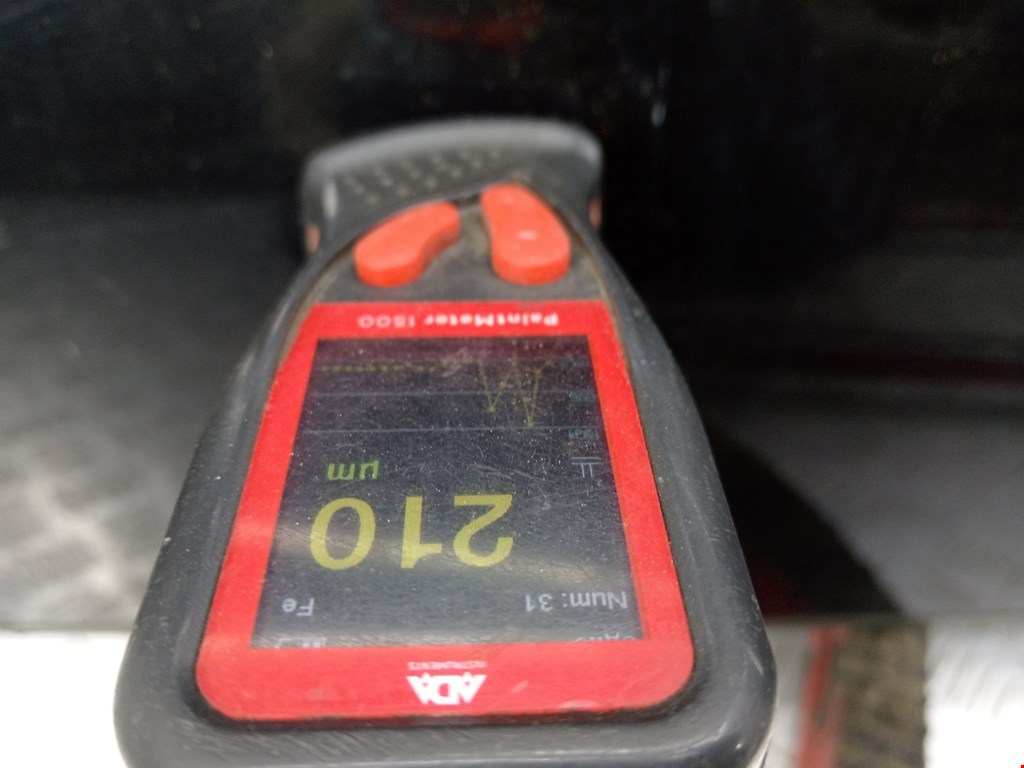 ADA
INSTRUMENTS
Num: 31 Fe
210
µm
PaintMeter 1500